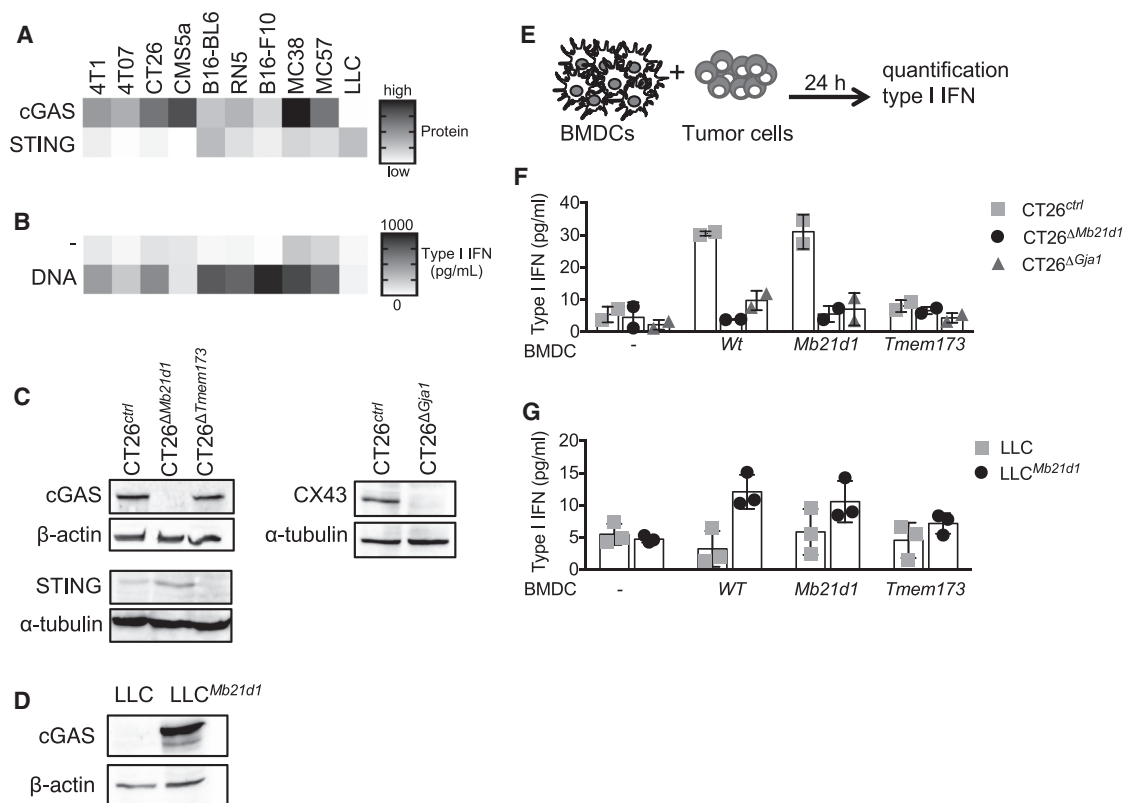 A
4T1
4T07
CT26
CMS5a
B16-BL6
RN5
B16-F10
MC38
MC57
LLC
cGAS
STING
high
Protein
low
B
-
DNA
1000
Type I IFN
(pg/mL)
0
C
CT26ctrl
CT26ΔMb21d1
CT26ΔTmem173
cGAS
β-actin
STING
α-tubulin
CT26ctrl
CT26ΔGja1
CX43
α-tubulin
D
LLC
LLCMb21d1
cGAS
β-actin
E
+
24 h
quantification
type I IFN
BMDCs
Tumor cells
F
Type I IFN (pg/ml)
40
30
20
10
0
BMDC
-
Wt
Mb21d1
Tmem173
CT26ctrl
CT26ΔMb21d1
CT26ΔGja1
G
Type I IFN (pg/ml)
20
15
10
5
0
BMDC
-
WT
Mb21d1
Tmem173
LLC
LLCMb21d1